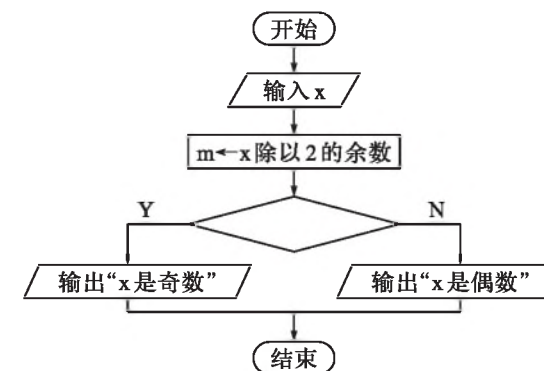 开始
输入x
m←x除以2的余数
Y
N
输出“x是奇数”
输出“x是偶数”
结束